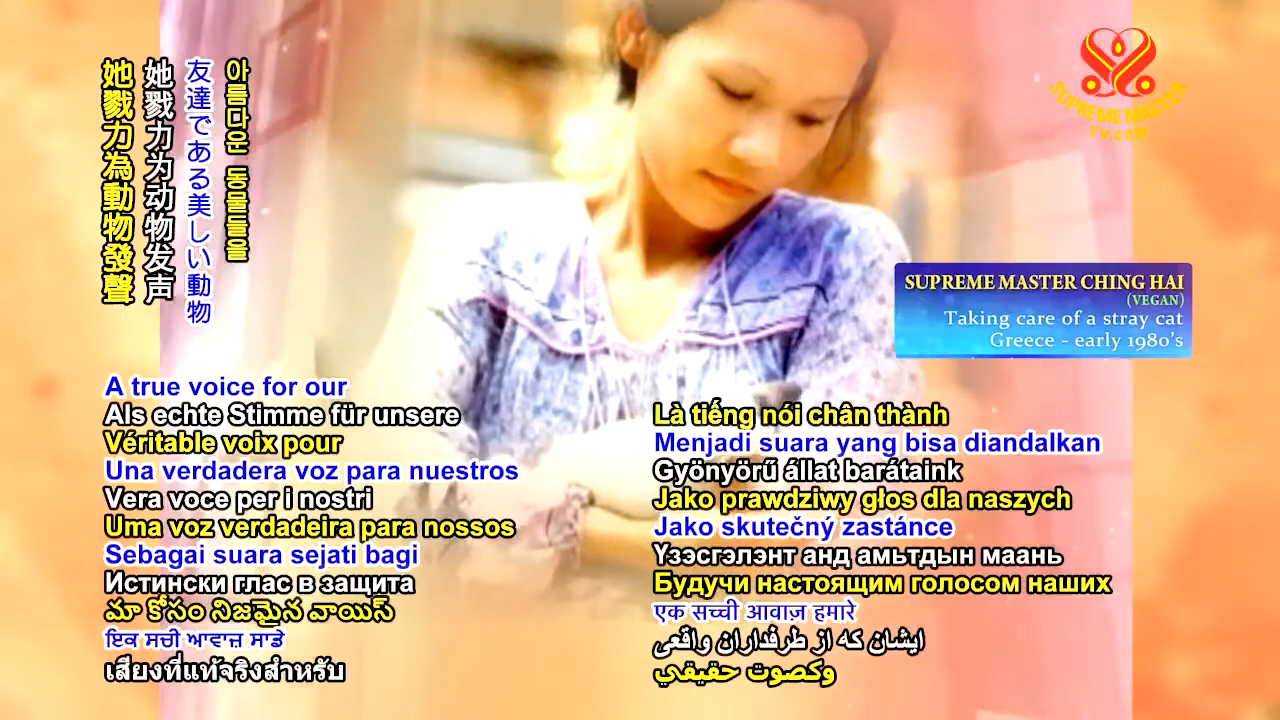 她戮力為動物發聲
她戮力为动物发声
友達である美しい動物
아름다운 동물들을
SUPREME MASTER
TV.com
SUPREME MASTER CHING HAI
(VEGAN)
Taking care of a stray cat
Greece - early 1980's
A true voice for our
Als echte Stimme für unsere
Véritable voix pour
Una verdadera voz para nuestros
Vera voce per i nostri
Uma voz verdadeira para nossos
Sebagai suara sejati bagi
Истински глас в защита
మా కోసం నిజమైన వాయిస్
ਇਕ ਸਚੀ ਆਵਾਜ਼ ਸਾਡੇ
เสียงที่แท้จริงสำหรับ
Là tiếng nói chân thành
Menjadi suara yang bisa diandalkan
Gyönyörű állat barátaink
Jako prawdziwy głos dla naszych
Jako skutečný zastánce
Үзэсгэлэнт анд амьтдын маань
Будучи настоящим голосом наших
एक सच्ची आवाज़ हमारे
ایشان که از طرفداران واقعی
وكصوت حقيقي